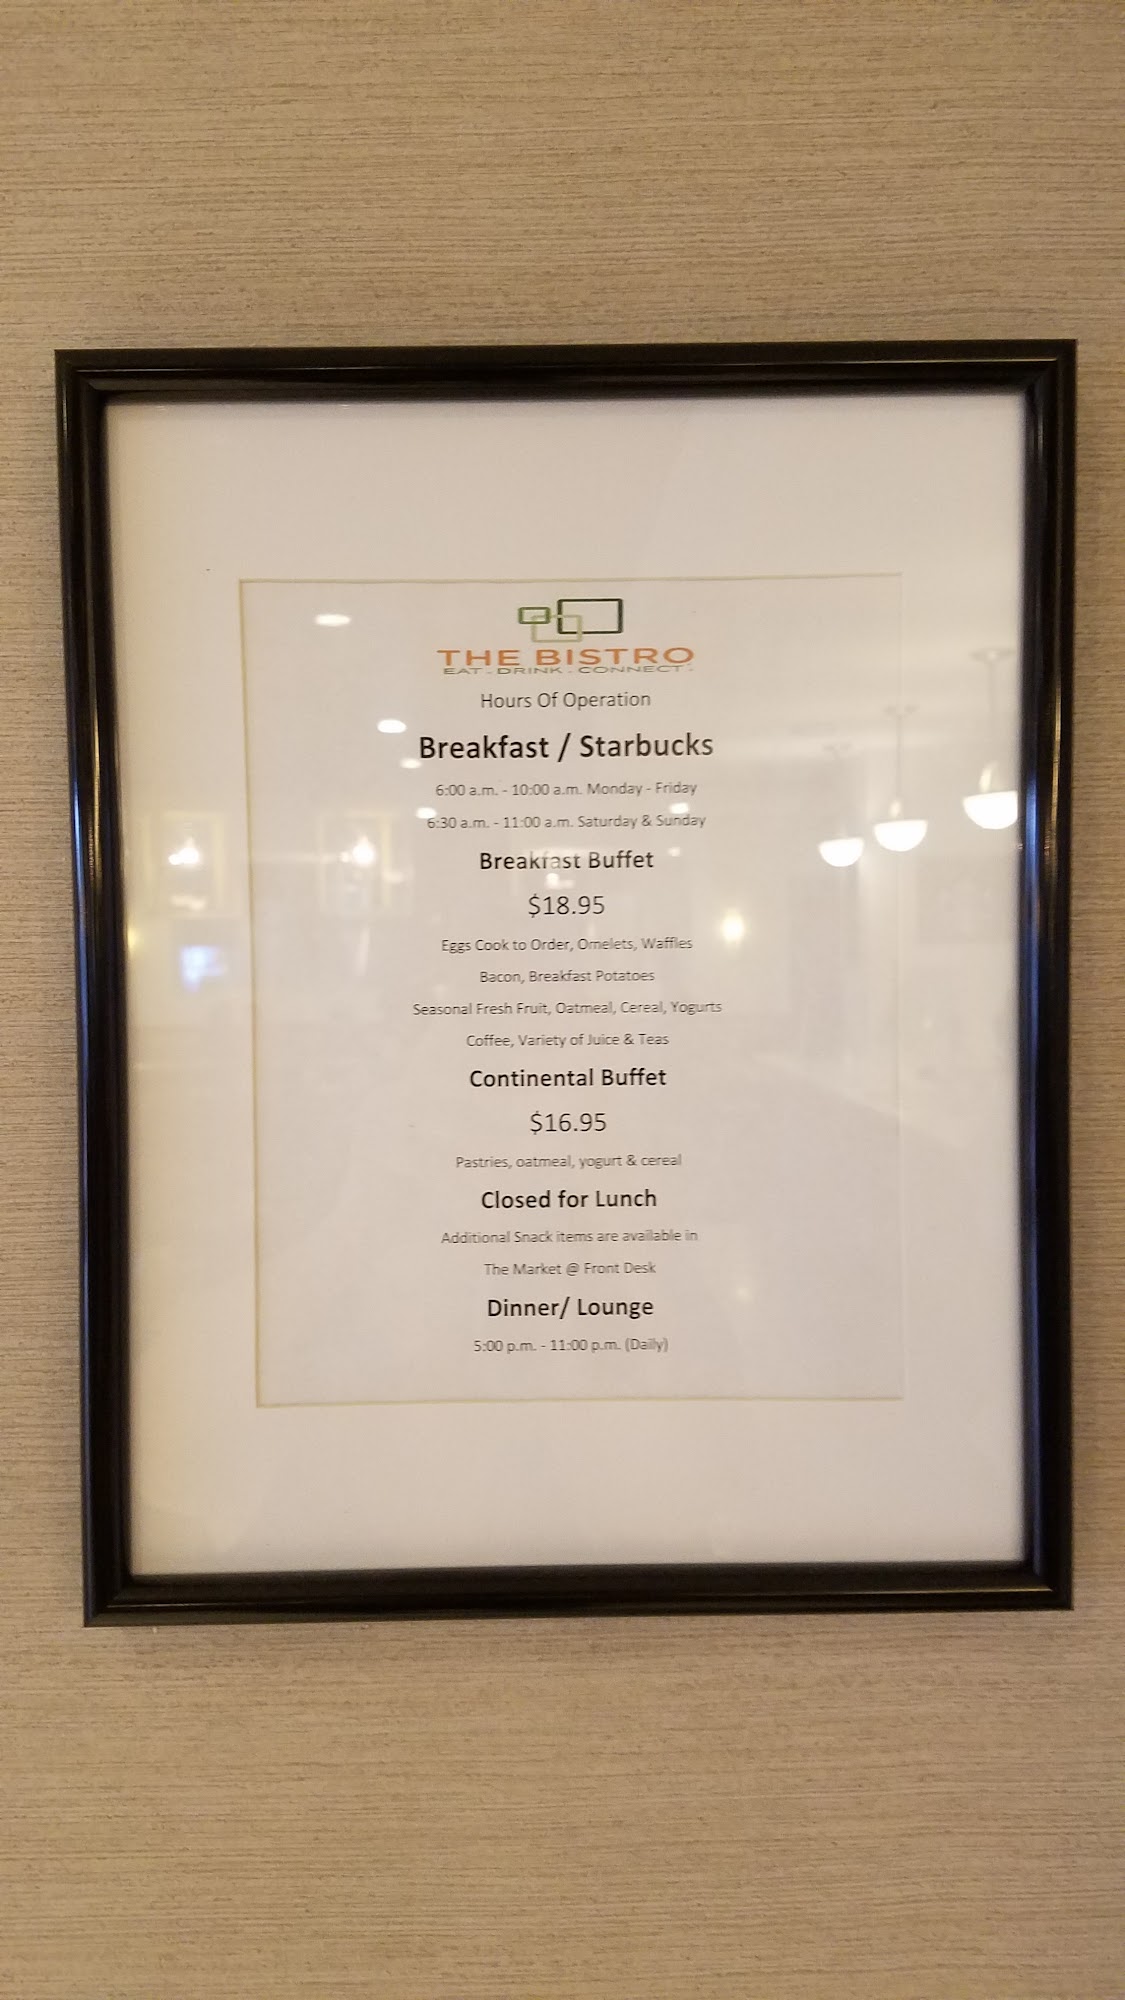 THE BISTRO
EAT . DRINK . CONNECT.
Hours Of Operation
Breakfast / Starbucks
6:00 a.m. - 10:00 a.m. Monday - Friday
6:30 a.m. - 11:00 a.m. Saturday & Sunday
Breakfast Buffet
$18.95
Eggs Cook to Order, Omelets, Waffles
Bacon, Breakfast Potatoes
Seasonal Fresh Fruit, Oatmeal, Cereal, Yogurts
Coffee, Variety of Juice & Teas
Continental Buffet
$16.95
Pastries, oatmeal, yogurt & cereal
Closed for Lunch
Additional Snack items are available in
The Market @ Front Desk
Dinner/ Lounge
5:00 p.m. - 11:00 p.m. (Daily)